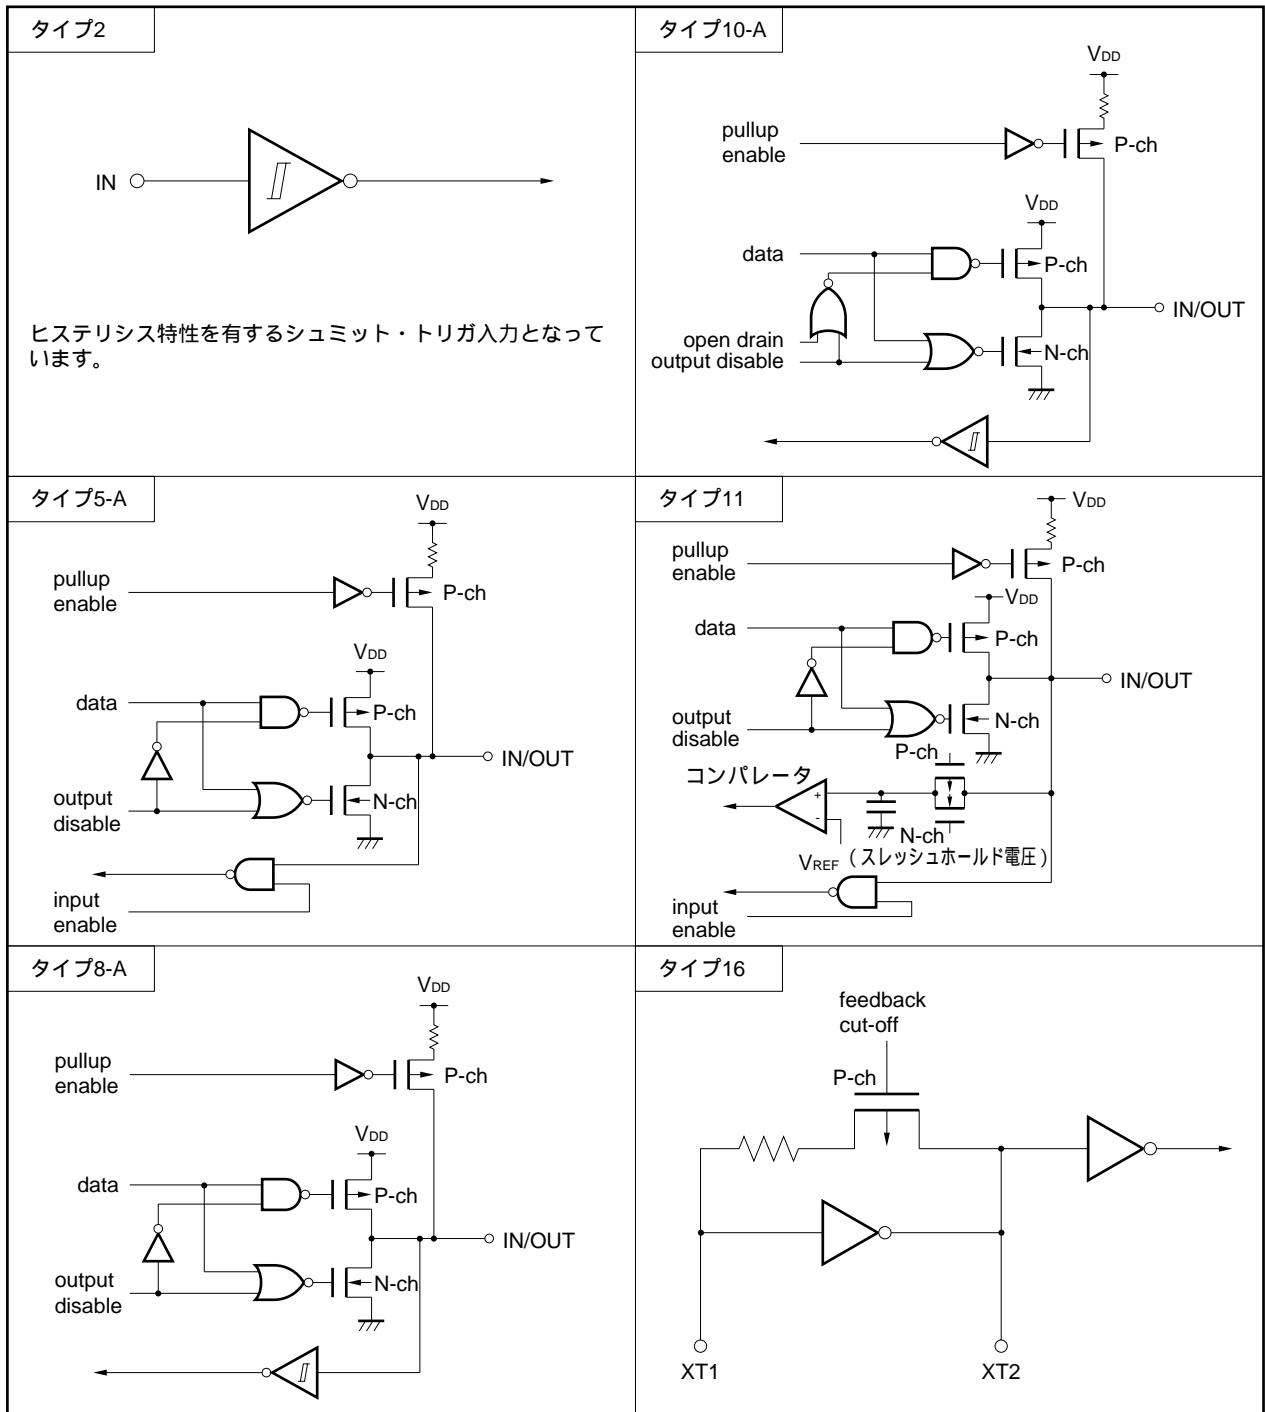 タイプ2
IN
ヒステリシス特性を有するシュミット・トリガ入力となって
います。
タイプ10-A
VDD
pullup
enable
P-ch
VDD
data
P-ch
IN/OUT
open drain
output disable
N-ch
タイプ5-A
VDD
pullup
enable
P-ch
VDD
data
P-ch
IN/OUT
output
disable
N-ch
input
enable
タイプ11
VDD
pullup
enable
P-ch
VDD
data
P-ch
IN/OUT
output
disable
N-ch
P-ch
コンパレータ
+
-
N-ch
VREF（スレッシュホールド電圧）
input
enable
タイプ8-A
VDD
pullup
enable
P-ch
VDD
data
P-ch
IN/OUT
output
disable
N-ch
タイプ16
feedback
cut-off
P-ch
XT1
XT2